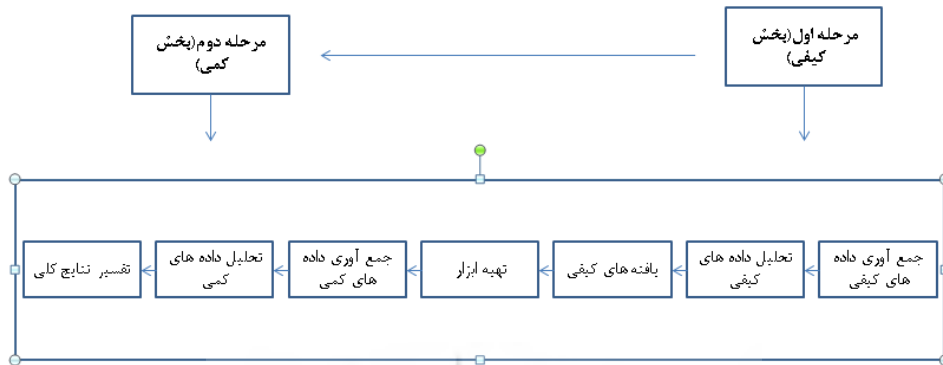 مرحله اول(بخش
کیفی)
مرحله دوم(بخش
کمی)
جمع آوری داده
های کیفی
تحلیل داده های
کیفی
یافته های کیفی
تهیه ابزار
جمع آوری داده
های کمی
تحلیل داده های
کمی
تفسیر نتایج کلی